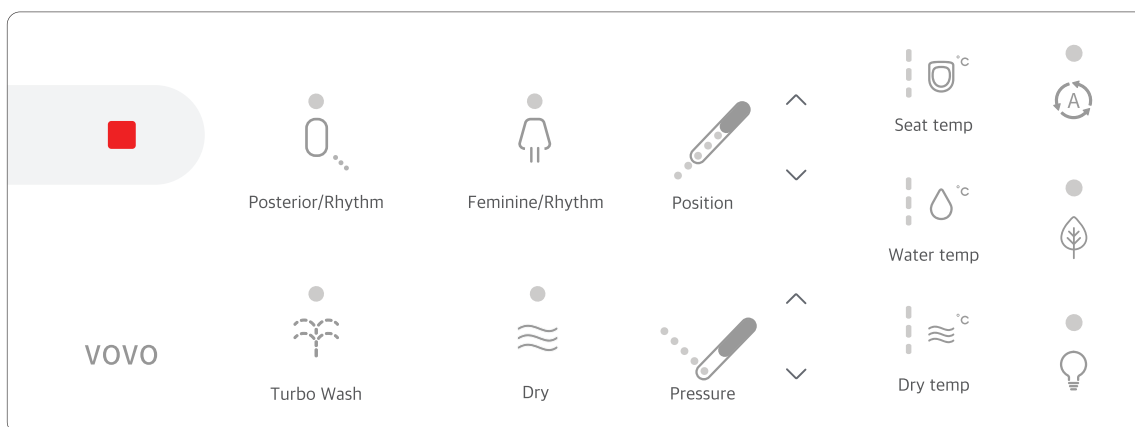 °C
Seat temp
A
Posterior/Rhythm
Feminine/Rhythm
Position
°C
Water temp
VOVO
Turbo Wash
Dry
Pressure
°C
Dry temp